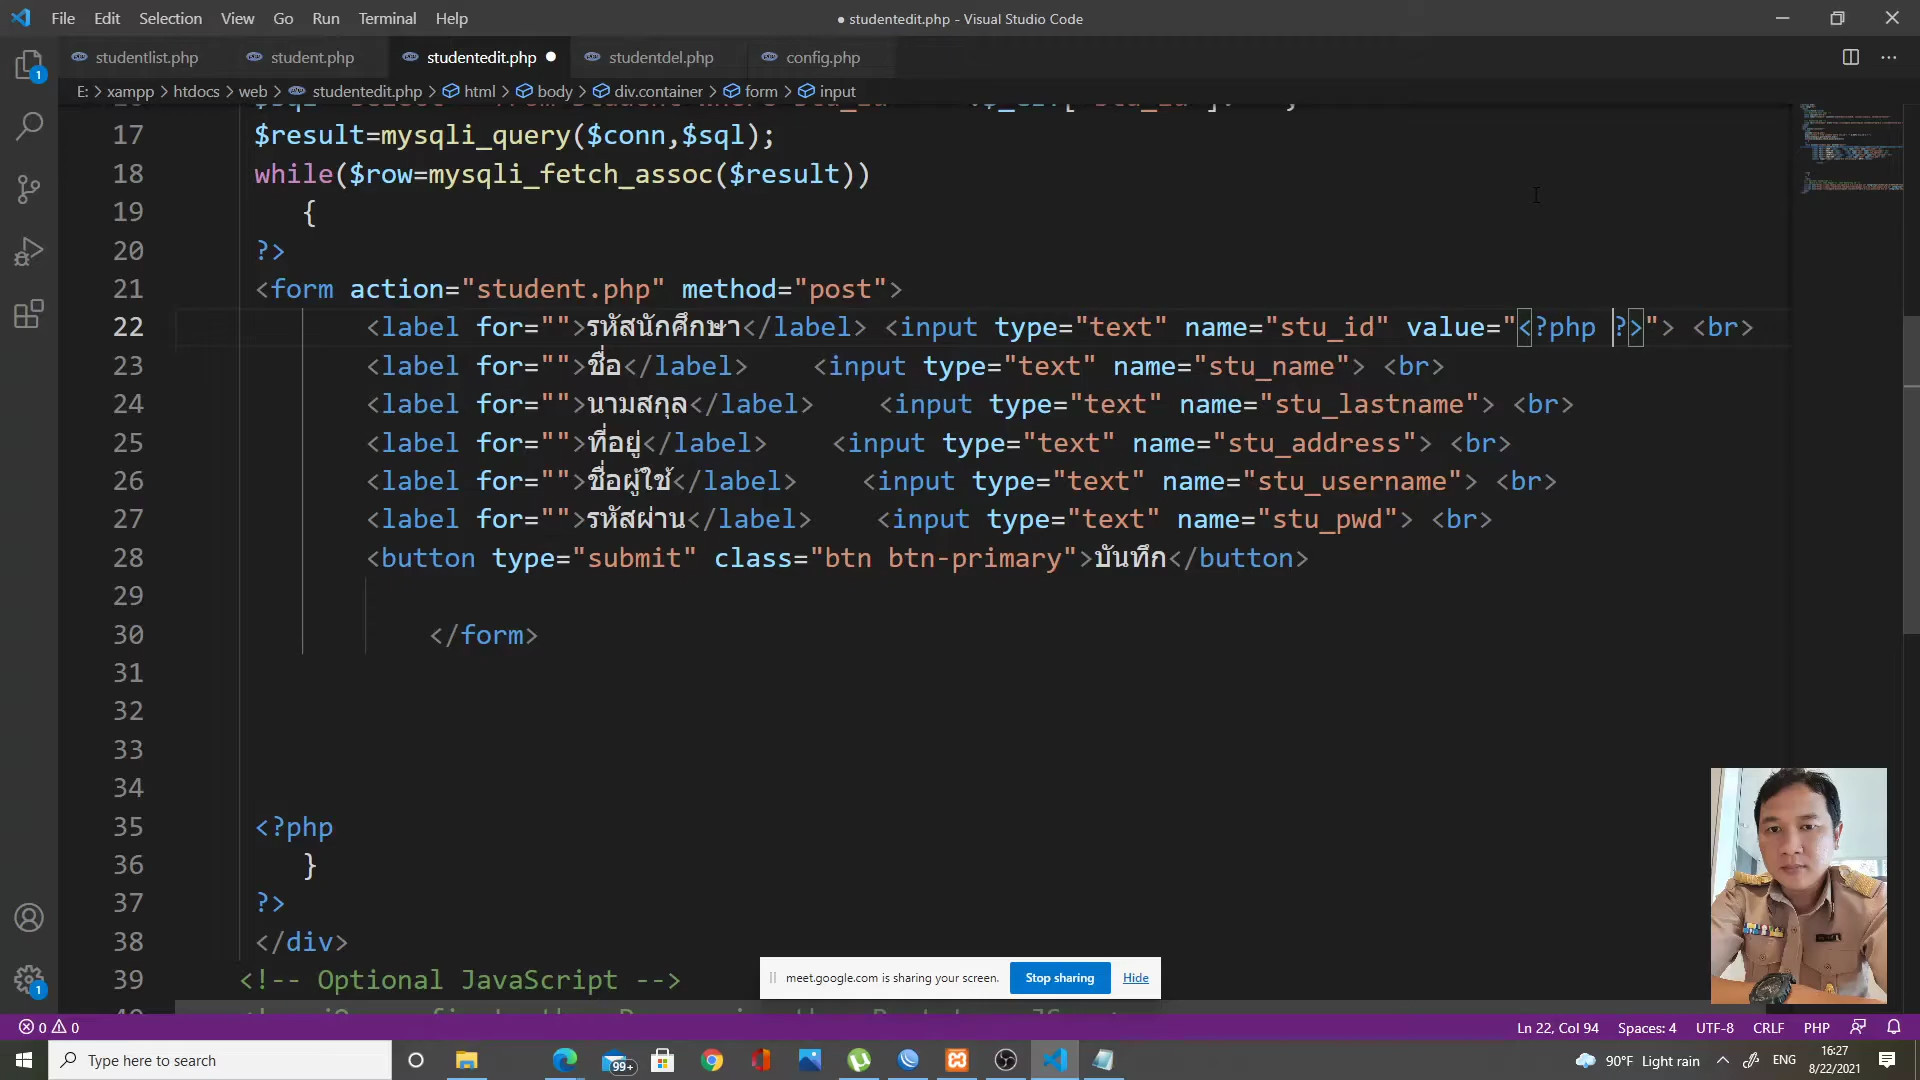 File Edit Selection View Go Run Terminal Help
● studentedit.php - Visual Studio Code
studentlist.php student.php studentedit.php ● studentdel.php config.php
E: > xampp > htdocs > web > studentedit.php > html > body > div.container > form > input
17 $result=mysqli_query($conn,$sql);
18 while($row=mysqli_fetch_assoc($result))
19 {
20 ?>
21 <form action="student.php" method="post">
22 <label for="">รหัสนักศึกษา</label> <input type="text" name="stu_id" value="<?php ?>"> <br>
23 <label for="">ชื่อ</label> <input type="text" name="stu_name"> <br>
24 <label for="">นามสกุล</label> <input type="text" name="stu_lastname"> <br>
25 <label for="">ที่อยู่</label> <input type="text" name="stu_address"> <br>
26 <label for="">ชื่อผู้ใช้</label> <input type="text" name="stu_username"> <br>
27 <label for="">รหัสผ่าน</label> <input type="text" name="stu_pwd"> <br>
28 <button type="submit" class="btn btn-primary">บันทึก</button>
29
30 </form>
31
32
33
34
35 <?php
36 }
37 ?>
38 </div>
39 <!-- Optional JavaScript -->
meet.google.com is sharing your screen. Stop sharing Hide
0 0
Ln 22, Col 94 Spaces: 4 UTF-8 CRLF PHP
Type here to search
99+
90°F Light rain ENG
16:27
8/22/2021